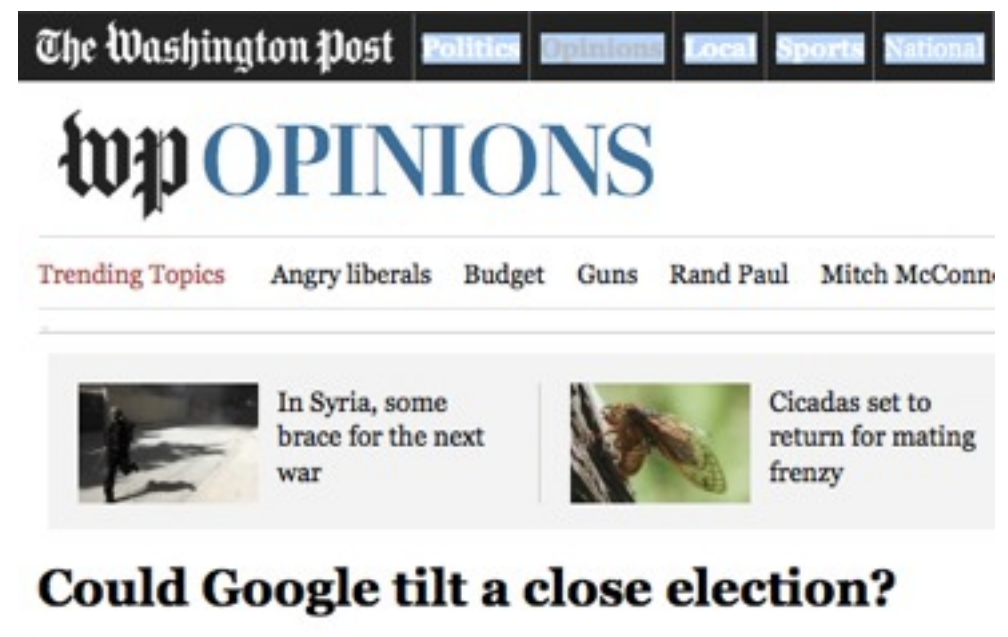 The Washington Post Politics Opinions Local Sports National
wp OPINIONS
Trending Topics Angry liberals Budget Guns Rand Paul Mitch McConn
In Syria, some
brace for the next
war
Cicadas set to
return for mating
frenzy
Could Google tilt a close election?